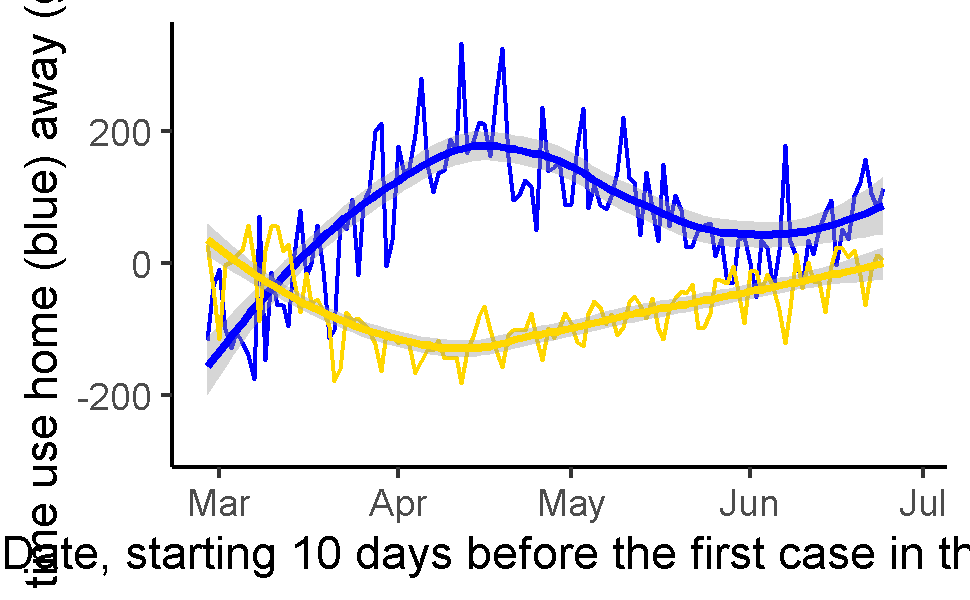 time use home (blue) away (
200
0
-200
Mar Apr May Jun Jul
Date, starting 10 days before the first case in th